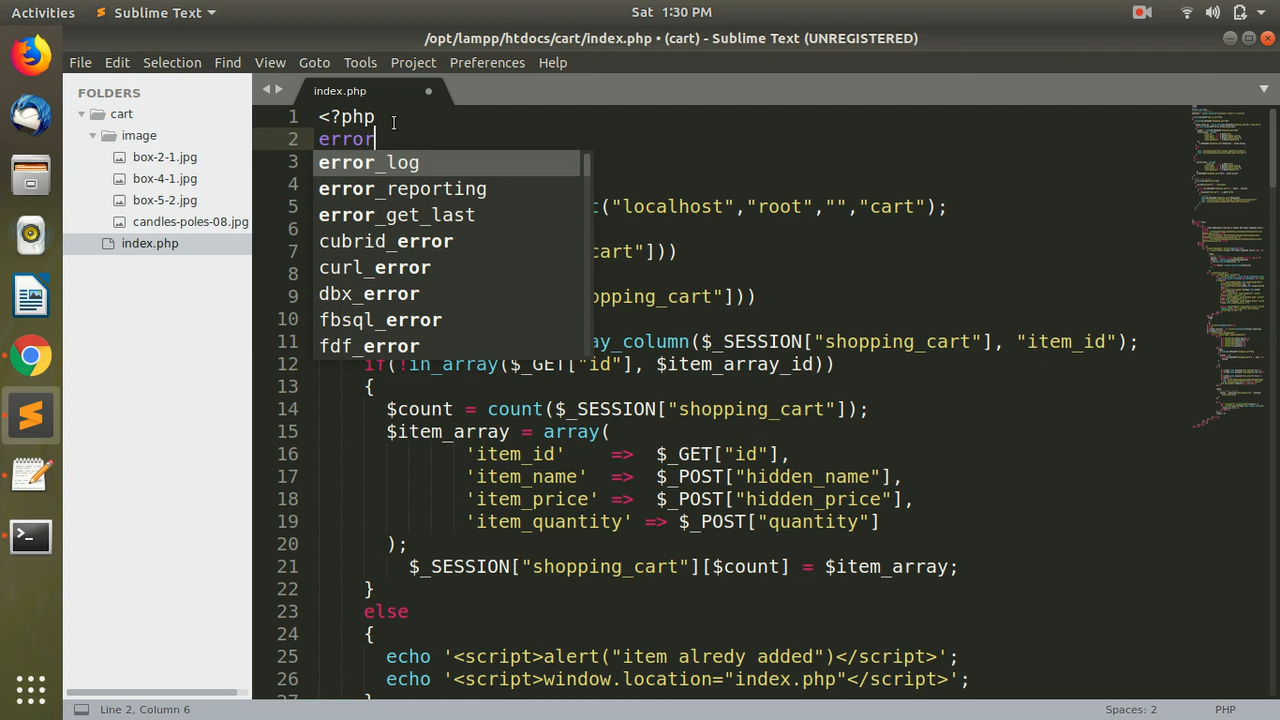 Activities Sublime Text Sat 1:30 PM
/opt/lampp/htdocs/cart/index.php • (cart) - Sublime Text (UNREGISTERED)
File Edit Selection Find View Goto Tools Project Preferences Help
FOLDERS
cart
image
box-2-1.jpg
box-4-1.jpg
box-5-2.jpg
candles-poles-08.jpg
index.php
index.php
1 <?php
2 error
3 error_log
4 error_reporting
error_get_last
cubrid_error
curl_error
dbx_error
fbsql_error
fdf_error
5 t("localhost","root","","cart");
6
7 cart"]))
8
9 opping_cart"]))
10
11 ay_column($_SESSION["shopping_cart"], "item_id");
12 if(!in_array($_GET["id"], $item_array_id))
13 {
14 $count = count($_SESSION["shopping_cart"]);
15 $item_array = array(
16 'item_id' => $_GET["id"],
17 'item_name' => $_POST["hidden_name"],
18 'item_price' => $_POST["hidden_price"],
19 'item_quantity' => $_POST["quantity"]
20 );
21 $_SESSION["shopping_cart"][$count] = $item_array;
22 }
23 else
24 {
25 echo '<script>alert("item alredy added")</script>';
26 echo '<script>window.location="index.php"</script>';
27 }
Line 2, Column 6 Spaces: 2 PHP